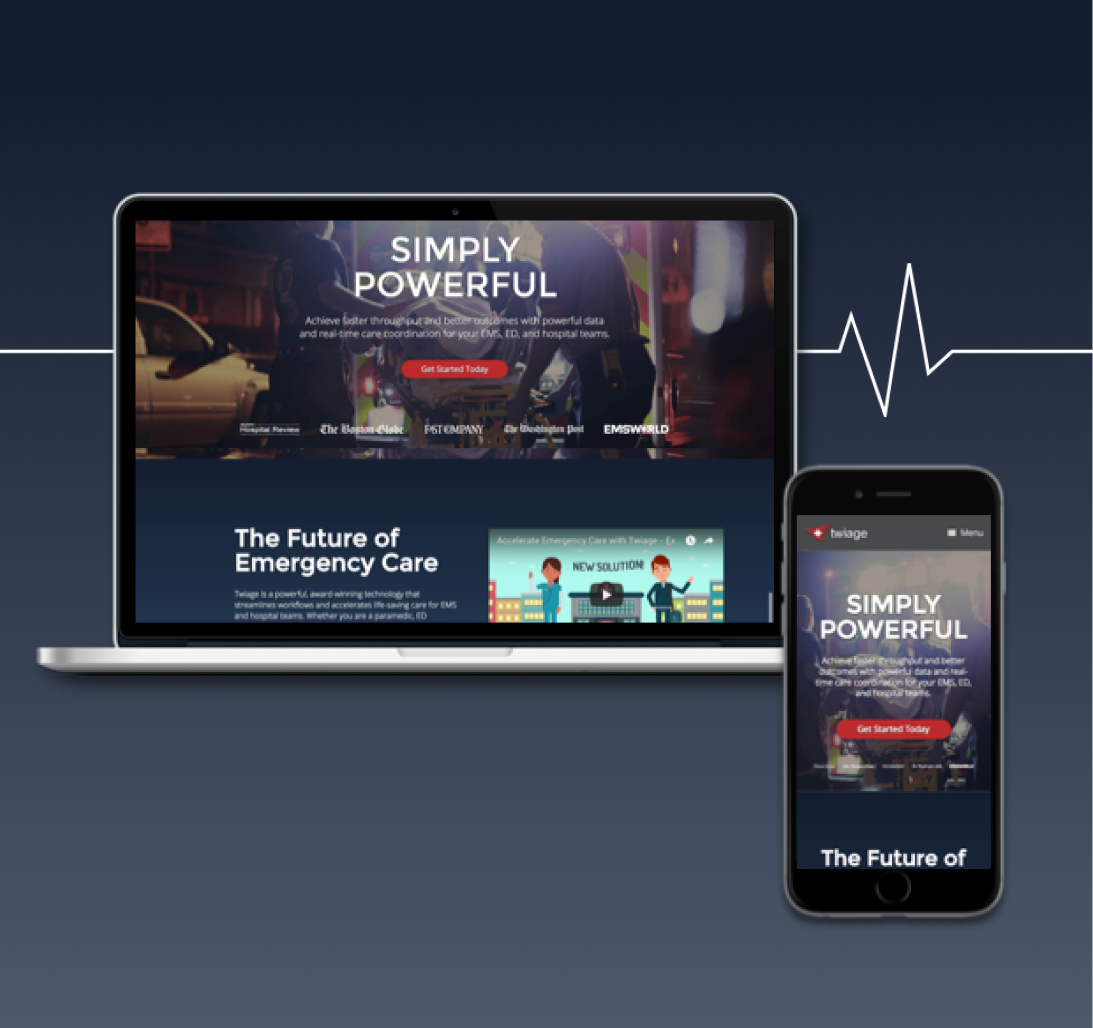 SIMPLY
POWERFUL
Achieve faster throughput and better outcomes with powerful data
and real-time care coordination for your EMS, ED, and hospital teams.
Get Started Today
Hospital Review
The Boston Globe
FAST COMPANY
The Washington Post
EMSWORLD
The Future of
Emergency Care
Twiage is a powerful, award-winning technology that
streamlines workflows and accelerates life-saving care for EMS
and hospital teams. Whether you are a paramedic, ED
Accelerate Emergency Care with Twiage - Ex
NEW SOLUTION!
twiage
Menu
SIMPLY
POWERFUL
Achieve faster throughput and better
outcomes with powerful data and real-
time care coordination for your EMS, ED,
and hospital teams.
Get Started Today
EMSWORLD
The Future of